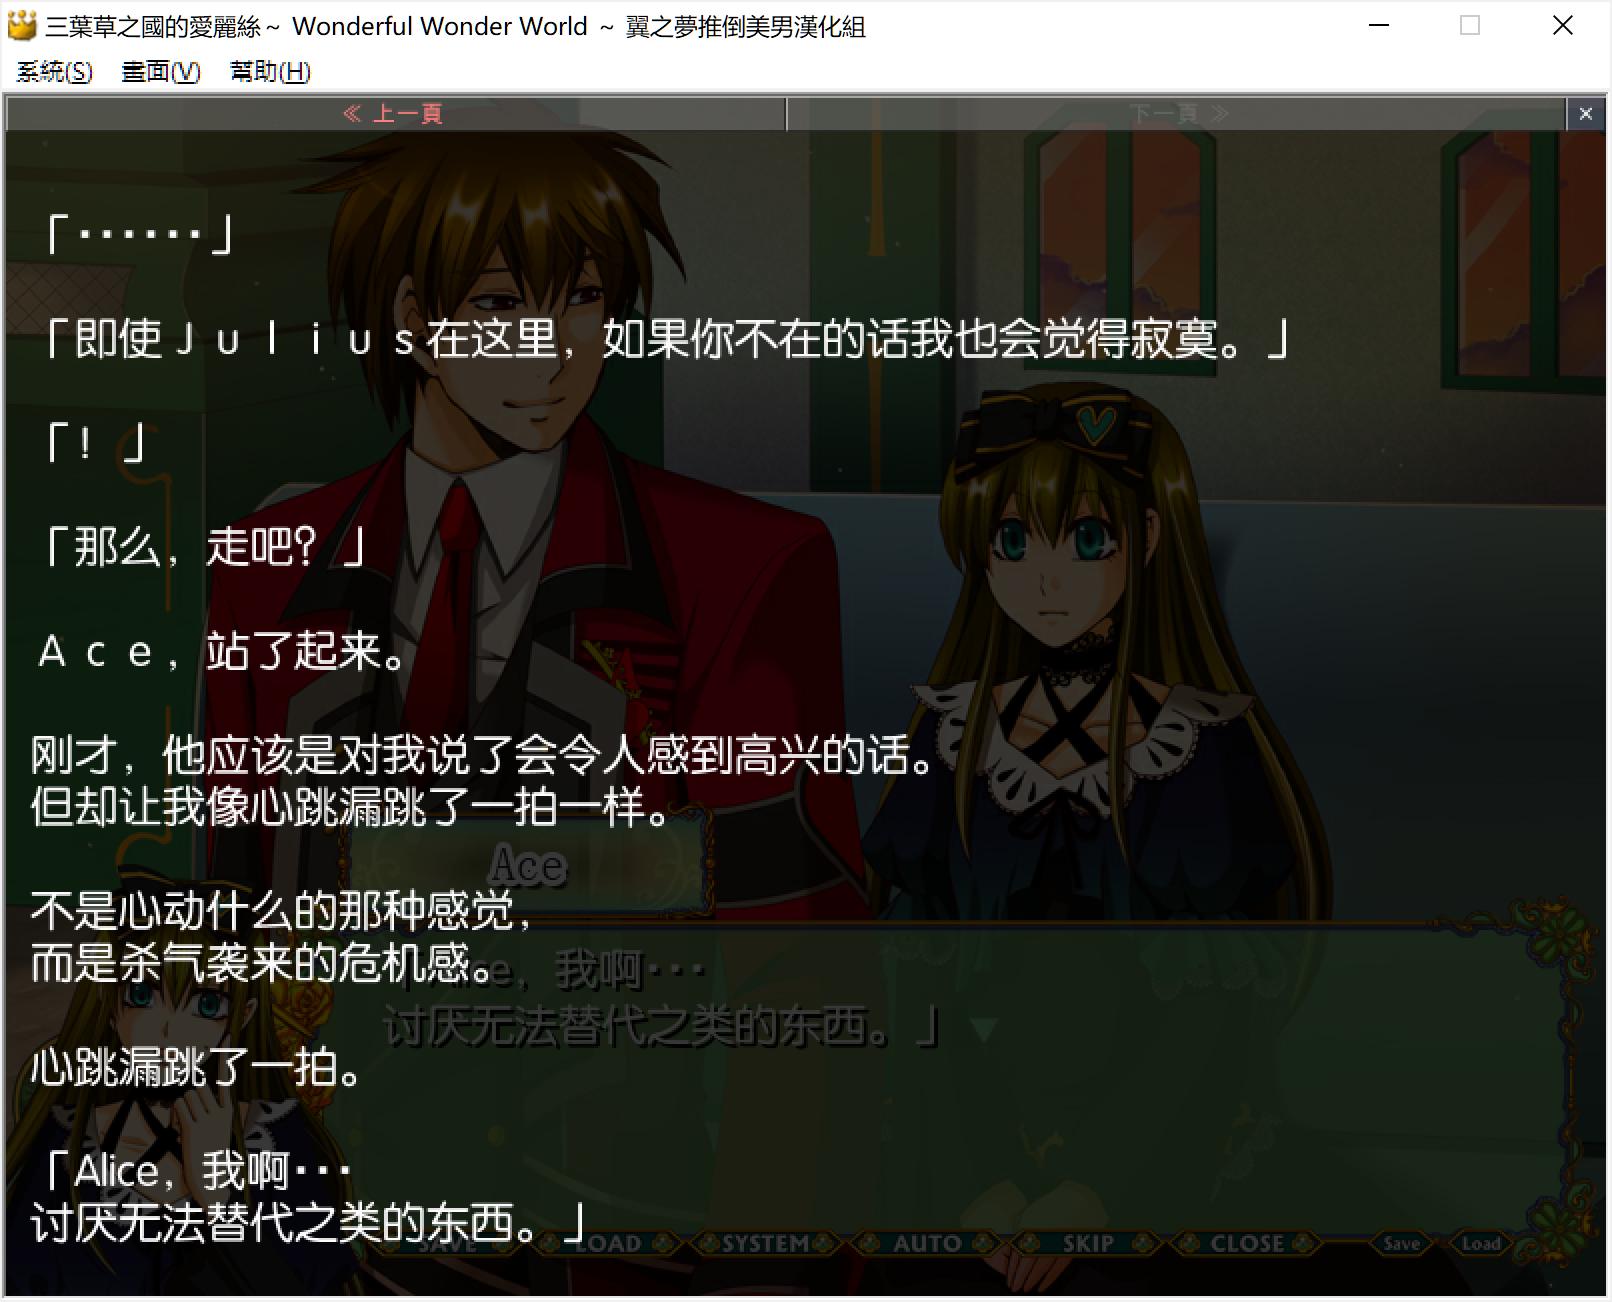 三葉草之國的愛麗絲～ Wonderful Wonder World ～ 翼之夢推倒美男漢化組
系統(S) 畫面(V) 幫助(H)
≪ 上一頁 下一頁 ≫
「······」
「即使Ｊｕｌｉｕｓ在这里，如果你不在的话我也会觉得寂寞。」
「！」
「那么，走吧？」
Ａｃｅ，站了起来。
刚才，他应该是对我说了会令人感到高兴的话。
但却让我像心跳漏跳了一拍一样。
Ace
不是心动什么的那种感觉，
而是杀气袭来的危机感。
「Alice，我啊···
讨厌无法替代之类的东西。」
心跳漏跳了一拍。
「Alice，我啊···
讨厌无法替代之类的东西。」
SAVE LOAD SYSTEM AUTO SKIP CLOSE Save Load